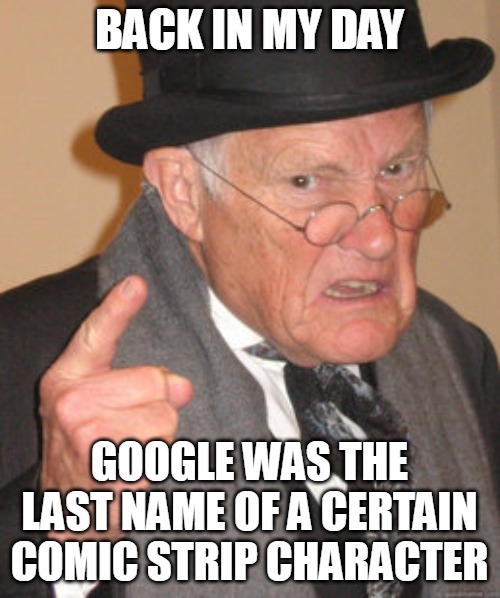 BACK IN MY DAY
GOOGLE WAS THE
LAST NAME OF A CERTAIN
COMIC STRIP CHARACTER